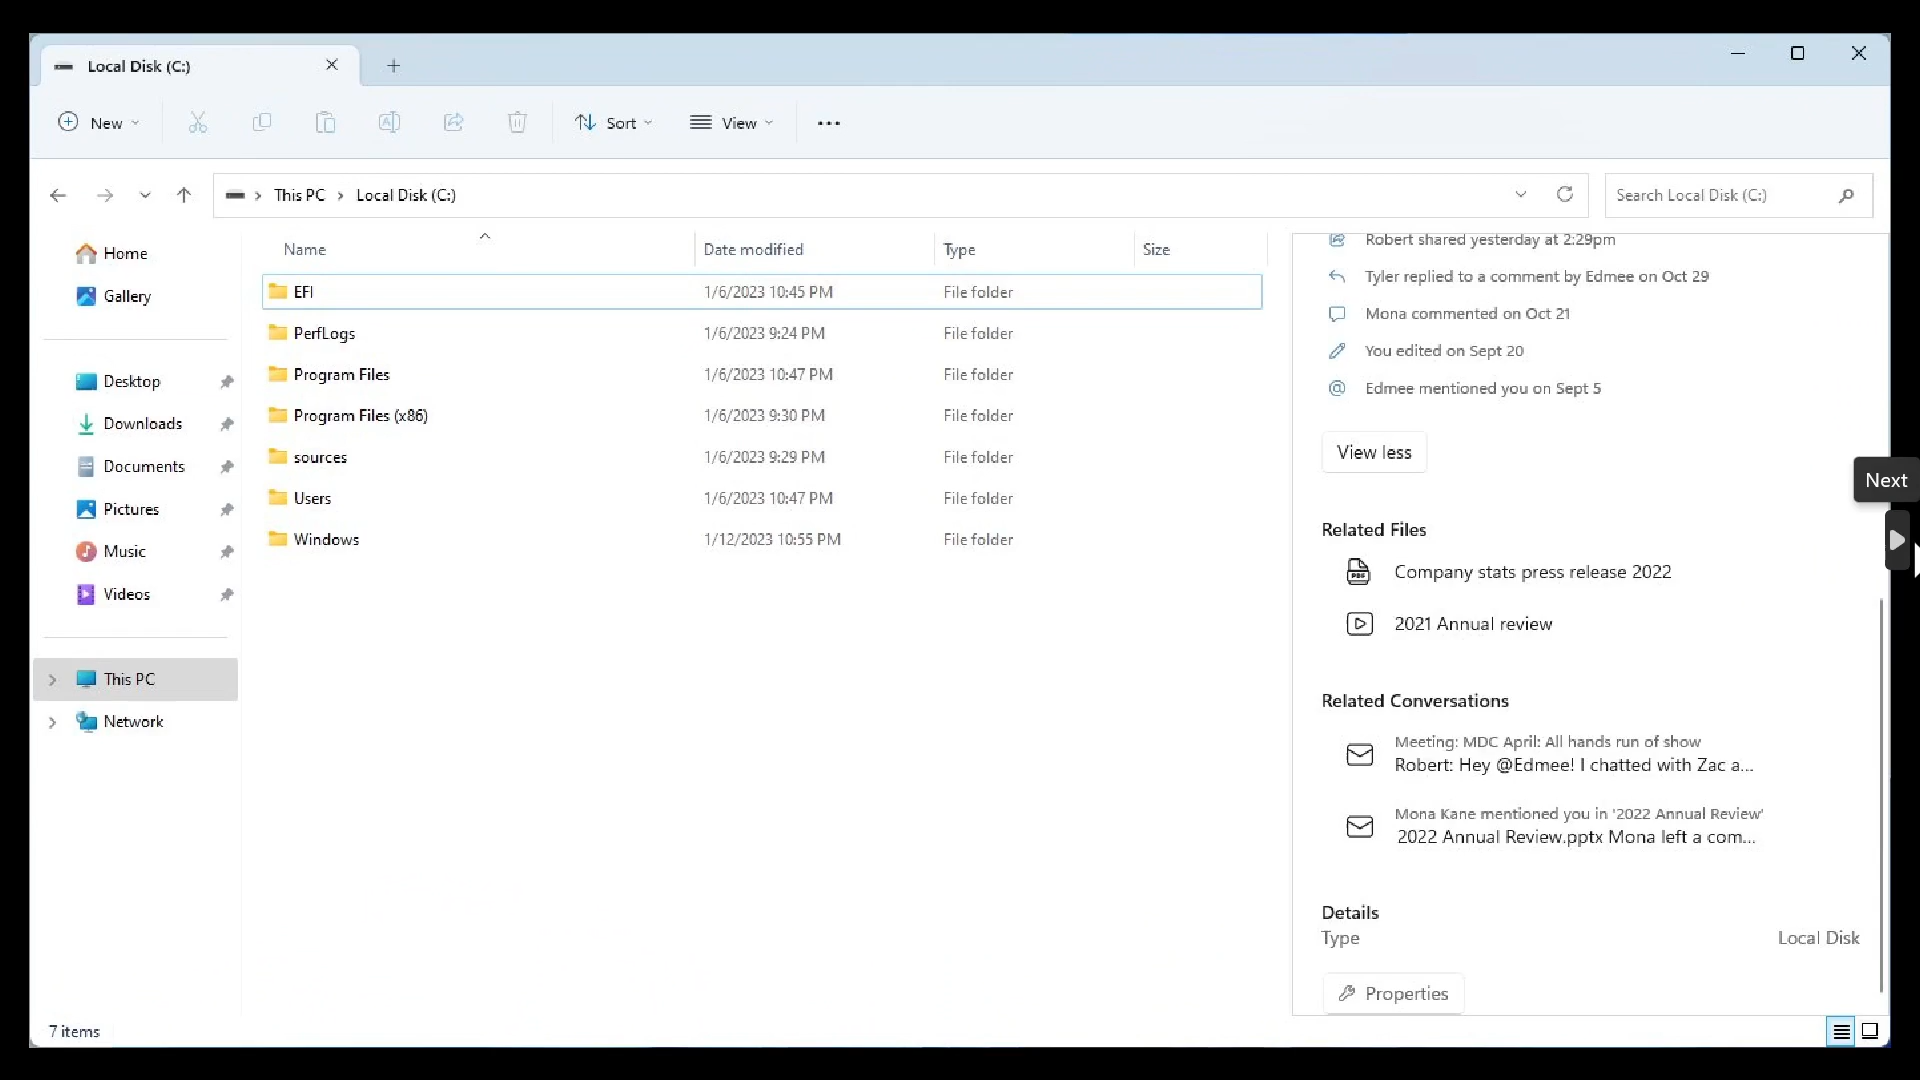 Local Disk (C:)
New
Sort
View
This PC
Local Disk (C:)
Search Local Disk (C:)
Home
Gallery
Desktop
Downloads
Documents
Pictures
Music
Videos
This PC
Network
Name
Date modified
Type
Size
EFI 1/6/2023 10:45 PM File folder
PerfLogs 1/6/2023 9:24 PM File folder
Program Files 1/6/2023 10:47 PM File folder
Program Files (x86) 1/6/2023 9:30 PM File folder
sources 1/6/2023 9:29 PM File folder
Users 1/6/2023 10:47 PM File folder
Windows 1/12/2023 10:55 PM File folder
Robert shared yesterday at 2:29pm
Tyler replied to a comment by Edmee on Oct 29
Mona commented on Oct 21
You edited on Sept 20
Edmee mentioned you on Sept 5
View less
Next
Related Files
PDF
Company stats press release 2022
2021 Annual review
Related Conversations
Meeting: MDC April: All hands run of show
Robert: Hey @Edmee! I chatted with Zac a...
Mona Kane mentioned you in '2022 Annual Review'
2022 Annual Review.pptx Mona left a com...
Details
Type Local Disk
Properties
7 items